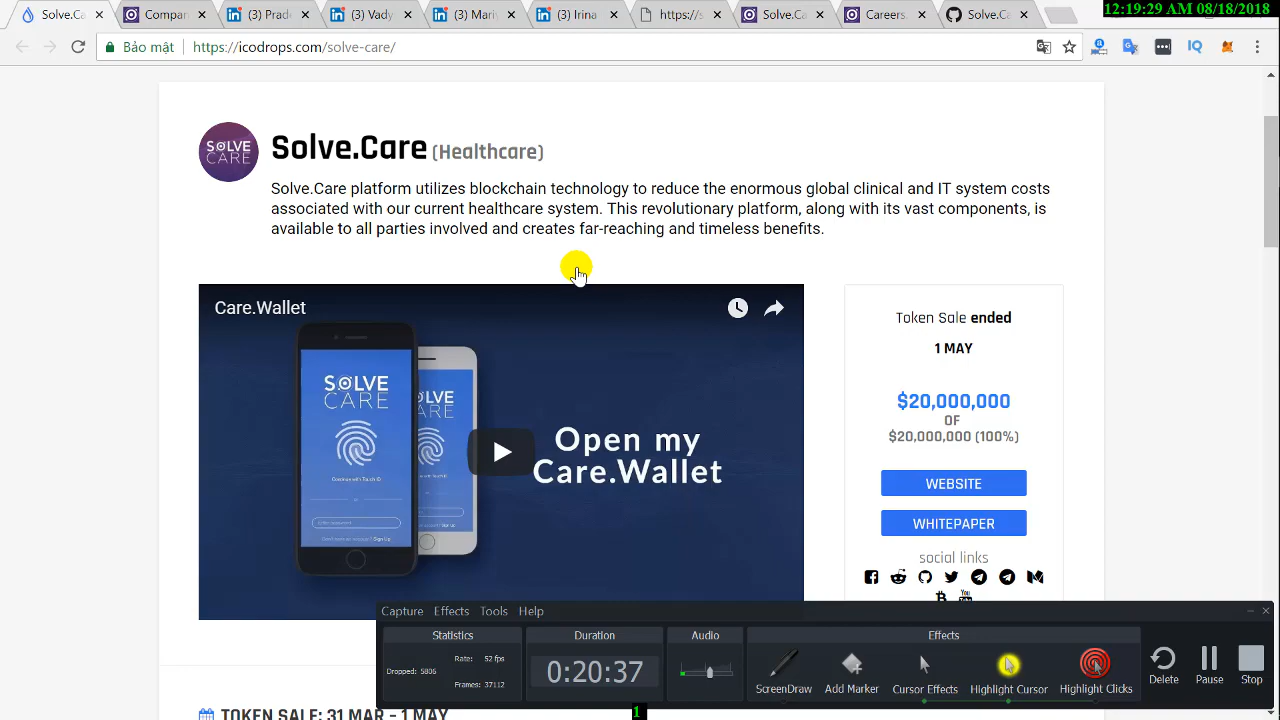 12:19:29 AM 08/18/2018
Solve.C
Compan
(3) Prade
(3) Vady
(3) Mari
(3) Irina
https://s
Solve.Ca
Careers
Solve.Ca
Bảo mật
https://icodrops.com/solve-care/
IQ
SOLVE
CARE
Solve.Care (Healthcare)
Solve.Care platform utilizes blockchain technology to reduce the enormous global clinical and IT system costs
associated with our current healthcare system. This revolutionary platform, along with its vast components, is
available to all parties involved and creates far-reaching and timeless benefits.
Care.Wallet
SOLVE
CARE
Open my
Care.Wallet
Token Sale ended
1 MAY
$20,000,000
OF
$20,000,000 (100%)
WEBSITE
WHITEPAPER
social links
You
Capture Effects Tools Help
Statistics
Dropped: 5806
Rate: 52 fps
Frames: 37112
Duration
0:20:37
Audio
Effects
ScreenDraw
Add Marker
Cursor Effects
Highlight Cursor
Highlight Clicks
Delete
Pause
Stop
TOKEN SALE: 31 MAR – 1 MAY
1